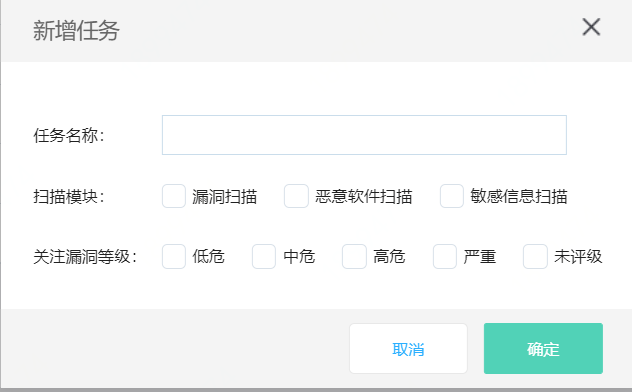 新增任务
任务名称：
扫描模块： 漏洞扫描 恶意软件扫描 敏感信息扫描
关注漏洞等级： 低危 中危 高危 严重 未评级
取消 确定